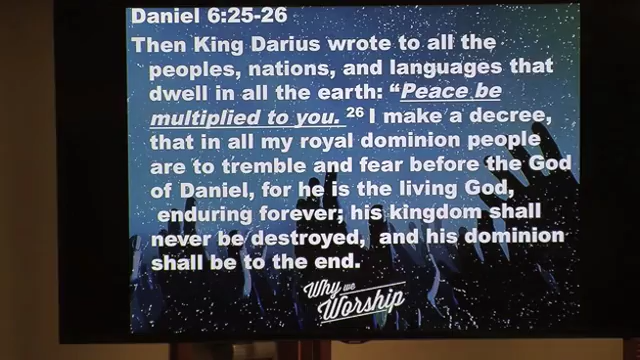 Daniel 6:25-26
Then King Darius wrote to all the
peoples, nations, and languages that
dwell in all the earth: “Peace be
multiplied to you. 26 I make a decree,
that in all my royal dominion people
are to tremble and fear before the God
of Daniel, for he is the living God,
enduring forever; his kingdom shall
never be destroyed, and his dominion
shall be to the end.
Why we
Worship